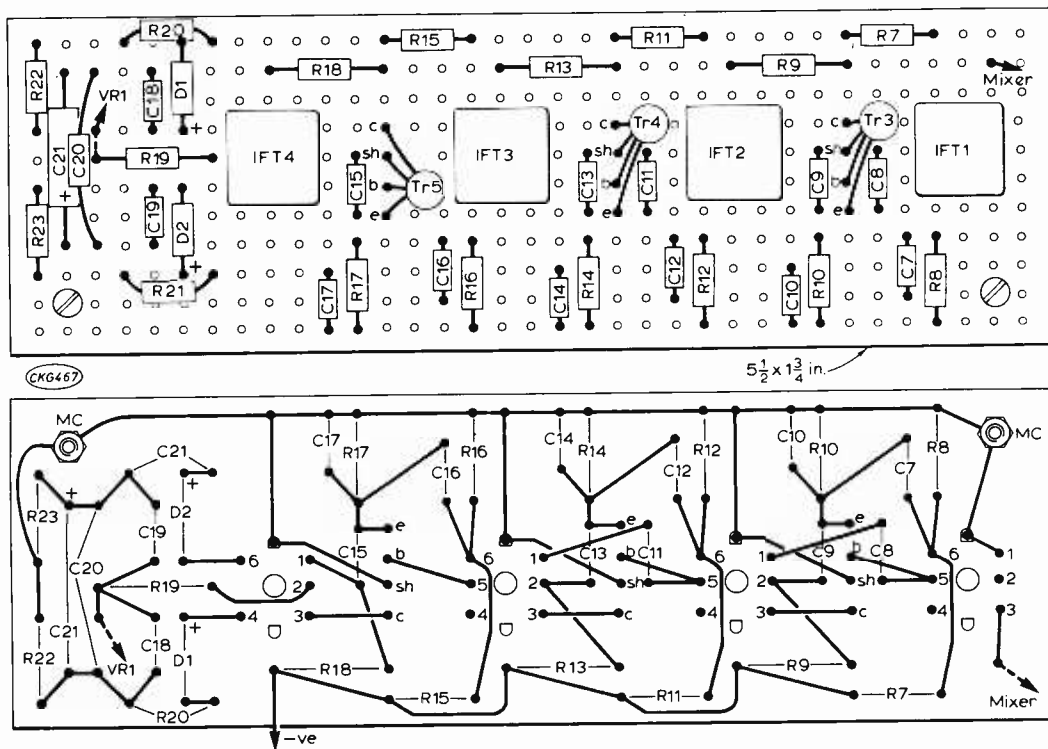 R20 R15 R11 R7
R22 C18 D1 R18 R13 R9 Mixer
VR1
+
C21 C20 R19 IFT4 c sh b e Tr5 C15 IFT3 c sh b e Tr4 C13 C11 IFT2 c sh b e Tr3 C9 C8 IFT1
+
R23 C19 D2
+
R21 C17 R17 C16 R16 C14 R14 C12 R12 C10 R10 C7 R8
CKG467
5½ x 1¾ in.
MC MC
C21 + + C17 R17 C16 R16 C14 R14 C12 R12 C10 R10 C7 R8
R23 C19 D2 e e e
C20 6 1 C15 b 6 1 C13 b C11 6 1 C9 b C8 6 1
R19 2 sh 5 2 sh 5 2 sh 5 2
C21 C18 4 + 3 c 4 3 c 4 3 c 4 3
R22 VR1 D1 R18 R13 R9
R20 R15 R11 R7 Mixer
-ve